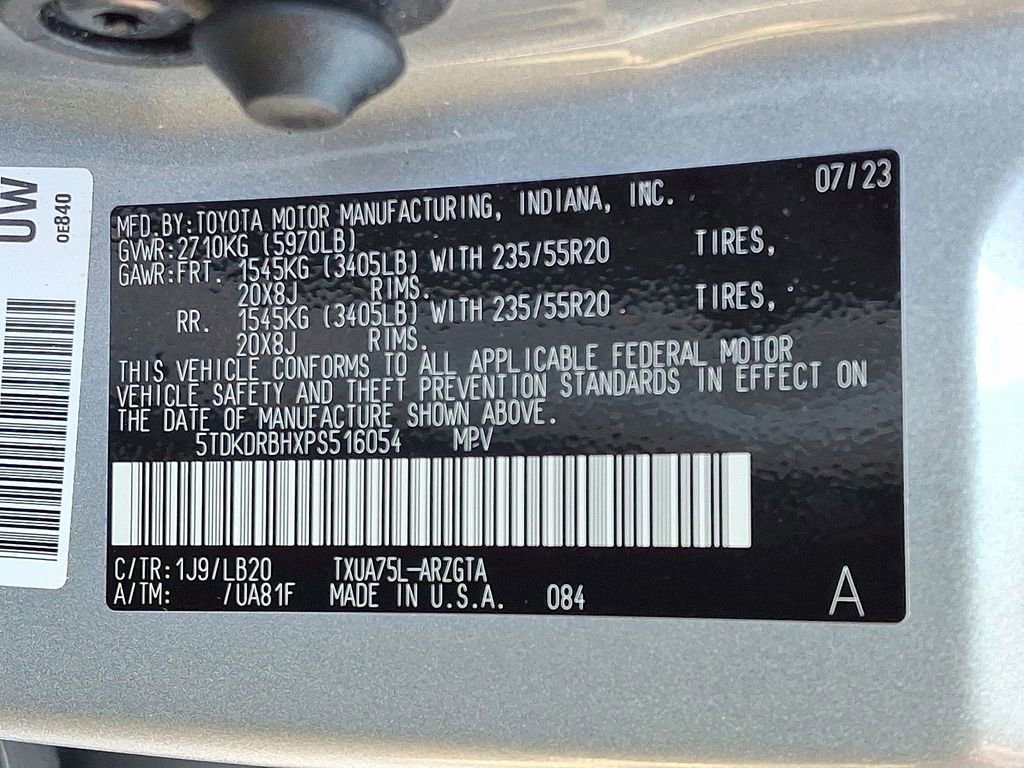 UW
0E840
MFD.BY:TOYOTA MOTOR MANUFACTURING, INDIANA, INC. 07/23
GVWR:2710KG (5970LB)
GAWR:FRT. 1545KG (3405LB) WITH 235/55R20 TIRES,
20X8J RIMS.
RR. 1545KG (3405LB) WITH 235/55R20 TIRES,
20X8J RIMS.
THIS VEHICLE CONFORMS TO ALL APPLICABLE FEDERAL MOTOR
VEHICLE SAFETY AND THEFT PREVENTION STANDARDS IN EFFECT ON
THE DATE OF MANUFACTURE SHOWN ABOVE.
5TDKDRBHXPS516054 MPV
C/TR:1J9/LB20 TXUA75L-ARZGTA
A/TM: /UA81F MADE IN U.S.A. 084 A